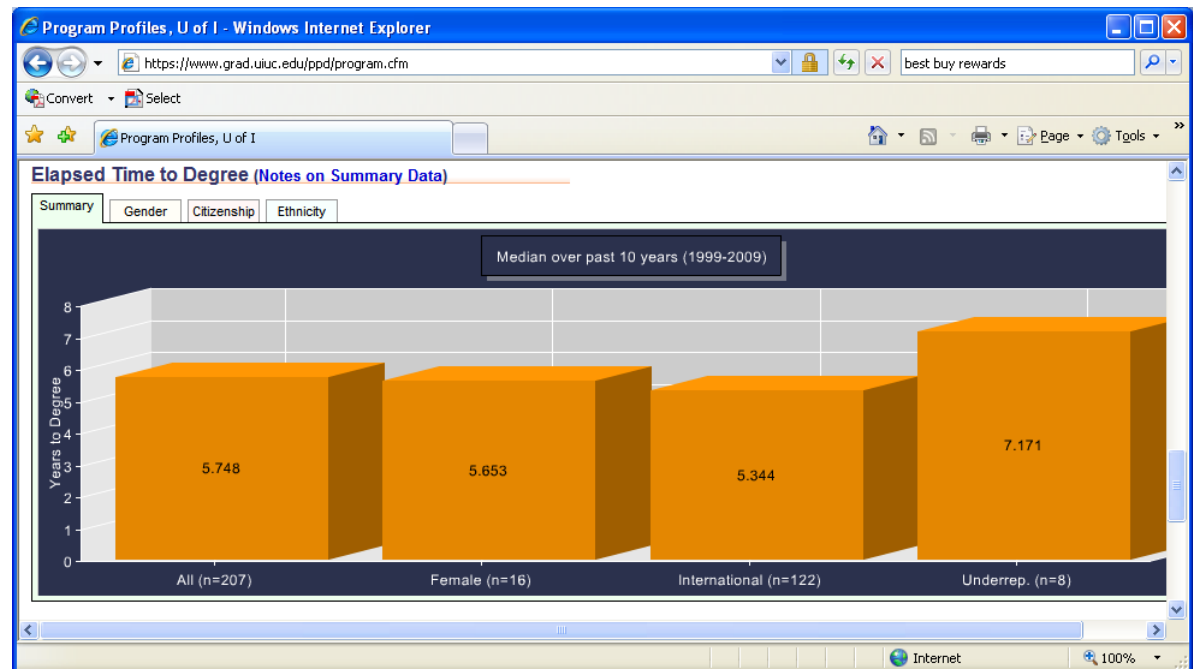 Program Profiles, U of I - Windows Internet Explorer
https://www.grad.uiuc.edu/ppd/program.cfm
best buy rewards
Convert Select
Program Profiles, U of I
Page Tools »
Elapsed Time to Degree (Notes on Summary Data)
Summary Gender Citizenship Ethnicity
Median over past 10 years (1999-2009)
Years to Degree
8
7
6
5
4
3
2
1
0
5.748 5.653 5.344 7.171
All (n=207) Female (n=16) International (n=122) Underrep. (n=8)
Internet 100%